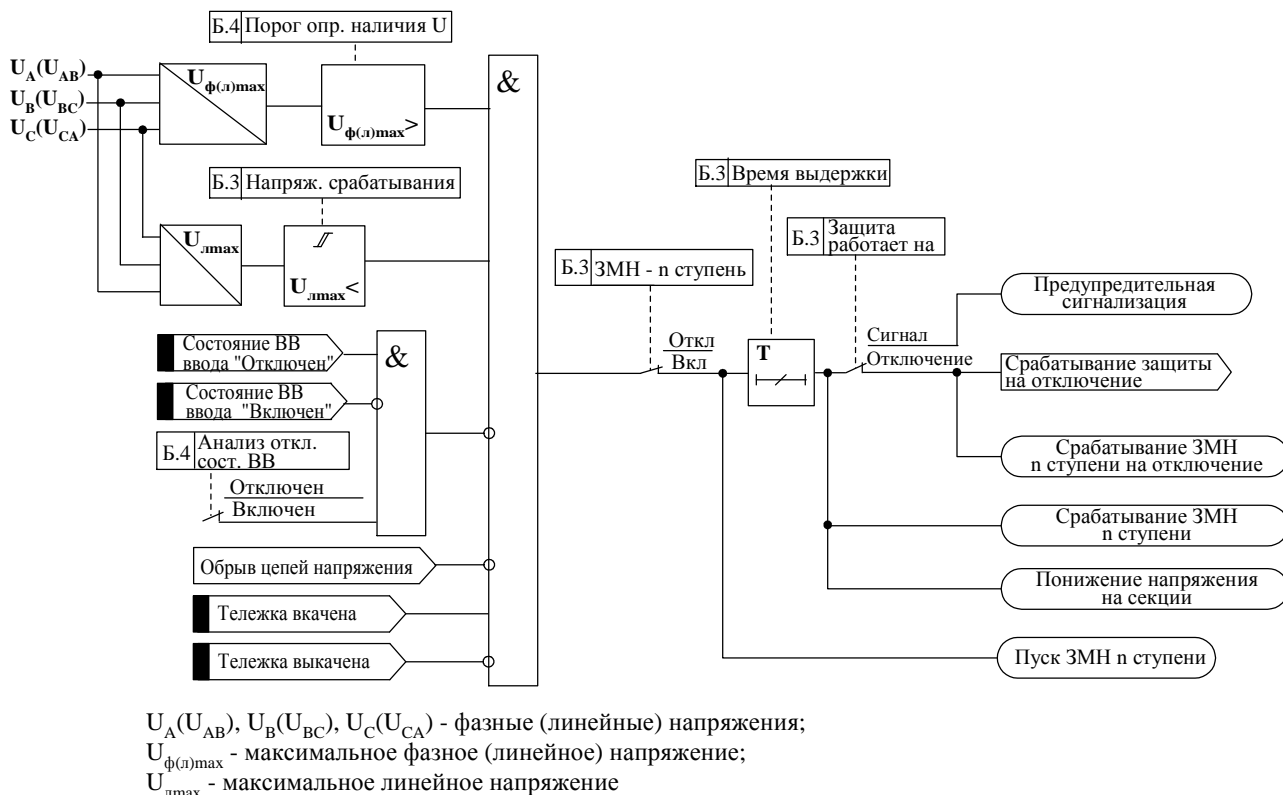 Б.4 Порог опр. наличия U
U_A(U_AB)
U_B(U_BC)
U_C(U_CA)
U_ф(л)max
U_ф(л)max>
&
Б.3 Напряж. срабатывания
U_лmax
U_лmax<
Б.3 Время выдержки
Б.3 Защита
работает на
Б.3 ЗМН - n ступень
Откл
Вкл
T
Сигнал
Отключение
Предупредительная
сигнализация
Срабатывание защиты
на отключение
Срабатывание ЗМН
n ступени на отключение
Срабатывание ЗМН
n ступени
Понижение напряжения
на секции
Пуск ЗМН n ступени
Состояние ВВ
ввода "Отключен"
Состояние ВВ
ввода "Включен"
&
Б.4 Анализ откл.
сост. ВВ
Отключен
Включен
Обрыв цепей напряжения
Тележка вкачена
Тележка выкачена
U_A(U_AB), U_B(U_BC), U_C(U_CA) - фазные (линейные) напряжения;
U_ф(л)max - максимальное фазное (линейное) напряжение;
U_лmax - максимальное линейное напряжение